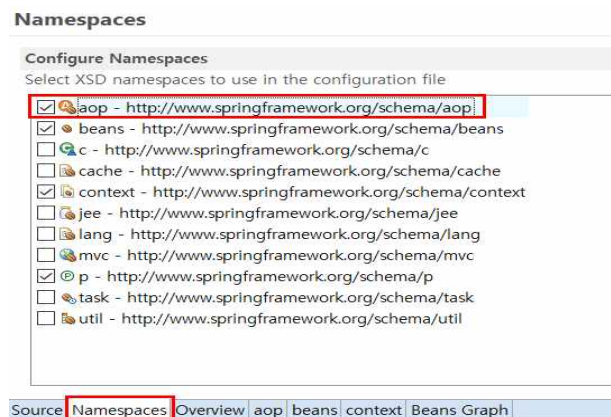 Namespaces
Configure Namespaces
Select XSD namespaces to use in the configuration file
aop - http://www.springframework.org/schema/aop
beans - http://www.springframework.org/schema/beans
c - http://www.springframework.org/schema/c
cache - http://www.springframework.org/schema/cache
context - http://www.springframework.org/schema/context
jee - http://www.springframework.org/schema/jee
lang - http://www.springframework.org/schema/lang
mvc - http://www.springframework.org/schema/mvc
p - http://www.springframework.org/schema/p
task - http://www.springframework.org/schema/task
util - http://www.springframework.org/schema/util
Source Namespaces Overview aop beans context Beans Graph